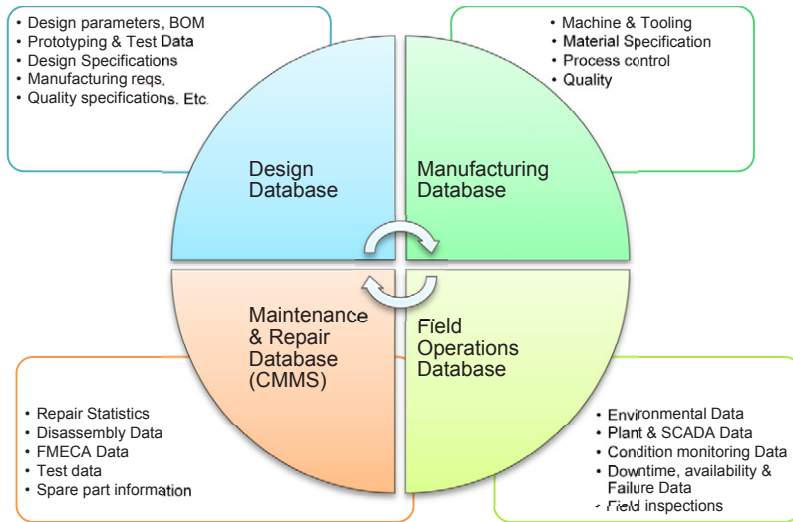 • Design parameters, BOM
• Prototyping & Test Data
• Design Specifications
• Manufacturing reqs.
• Quality specifications. Etc.
• Machine & Tooling
• Material Specification
• Process control
• Quality
Design
Database
Manufacturing
Database
Maintenance
& Repair
Database
(CMMS)
Field
Operations
Database
• Repair Statistics
• Disassembly Data
• FMECA Data
• Test data
• Spare part information
• Environmental Data
• Plant & SCADA Data
• Condition monitoring Data
• Downtime, availability &
Failure Data
• Field inspections